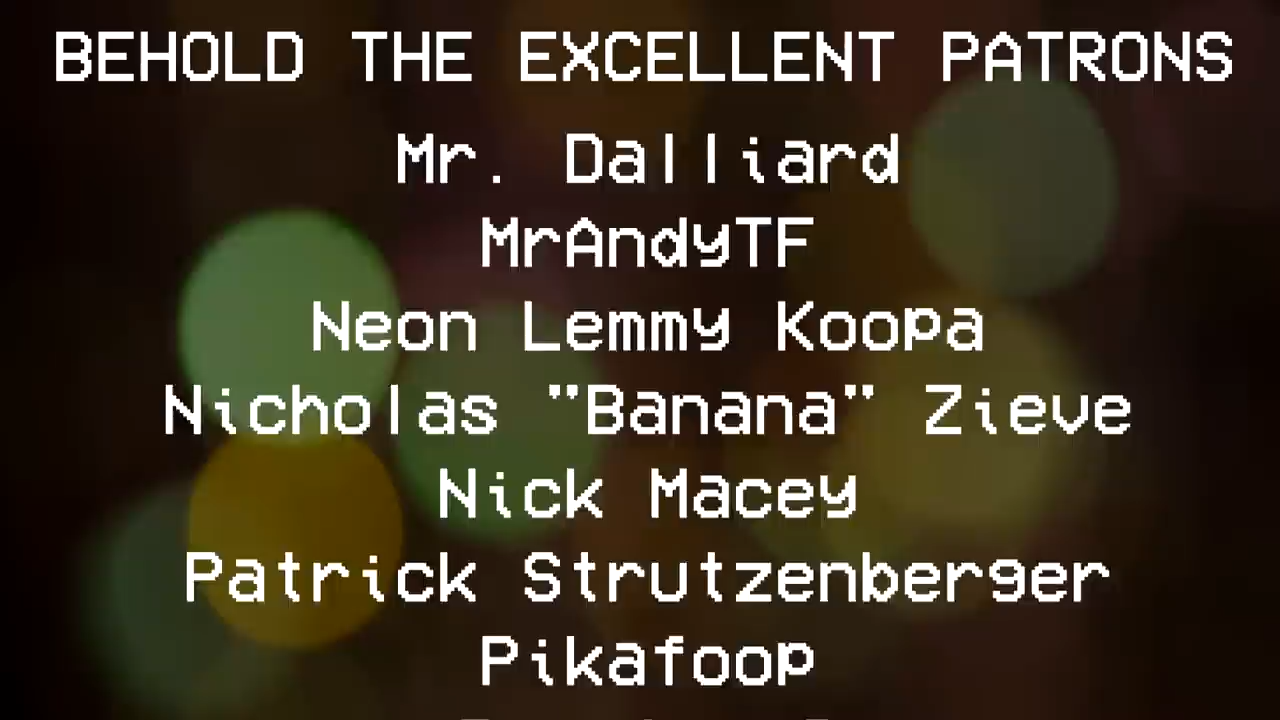 BEHOLD THE EXCELLENT PATRONS
Mr. Dalliard
MrAndyTF
Neon Lemmy Koopa
Nicholas "Banana" Zieve
Nick Macey
Patrick Strutzenberger
Pikafoop